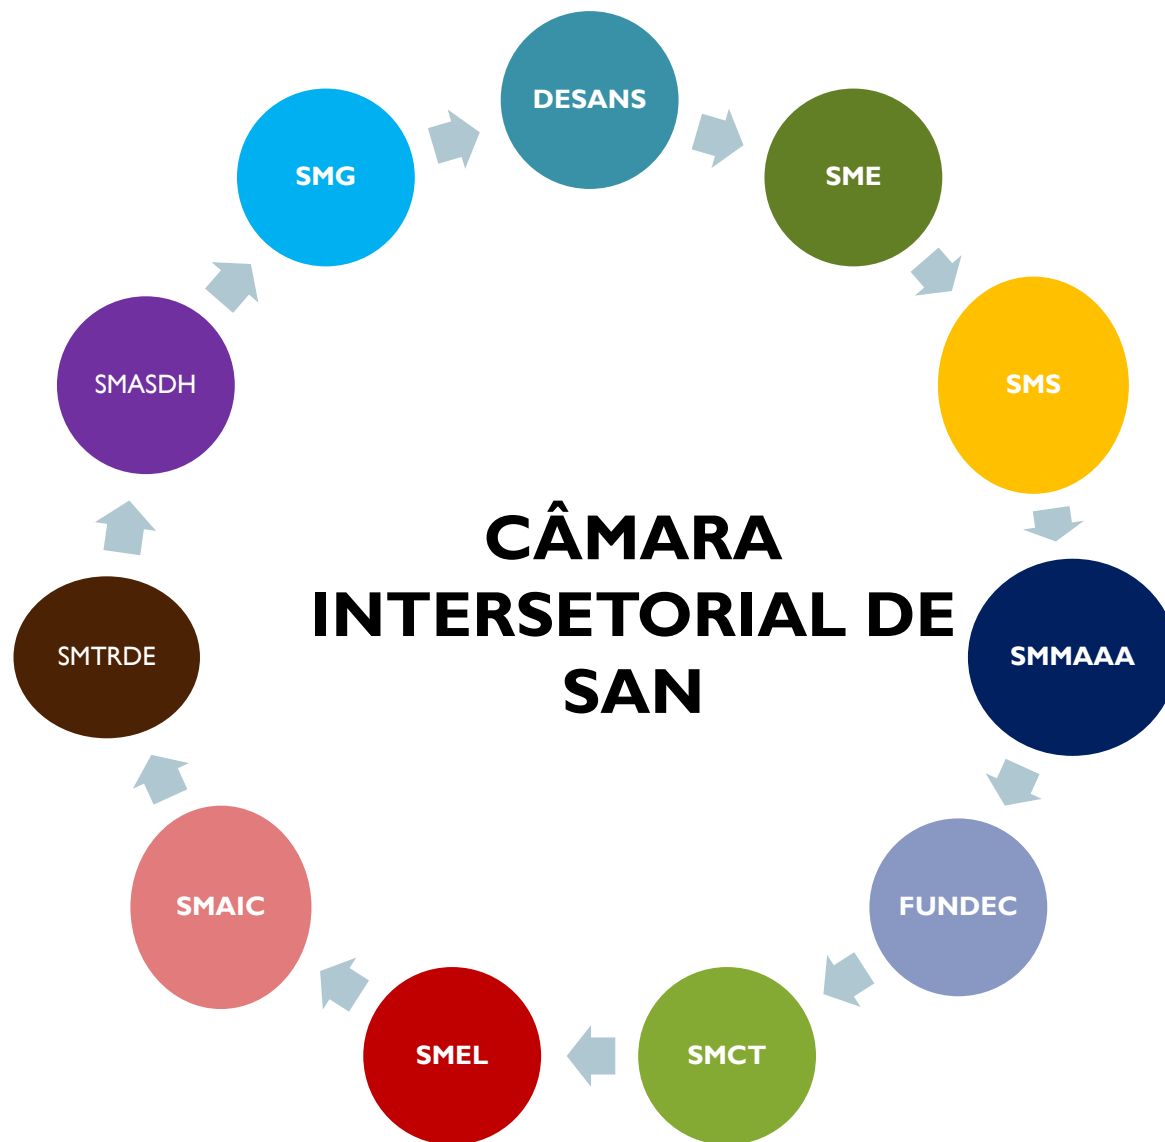 DESANS
SME
SMS
SMMAAA
FUNDEC
SMCT
SMEL
SMAIC
SMTRDE
SMASDH
SMG
CÂMARA
INTERSETORIAL DE
SAN